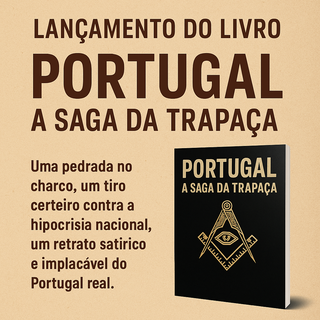 LANÇAMENTO DO LIVRO
PORTUGAL
A SAGA DA TRAPAÇA
Uma pedrada no
charco, um tiro
certeiro contra a
hipocrisia nacional,
um retrato satirico
e implacável do
Portugal real.
PORTUGAL
A SAGA DA TRAPAÇA